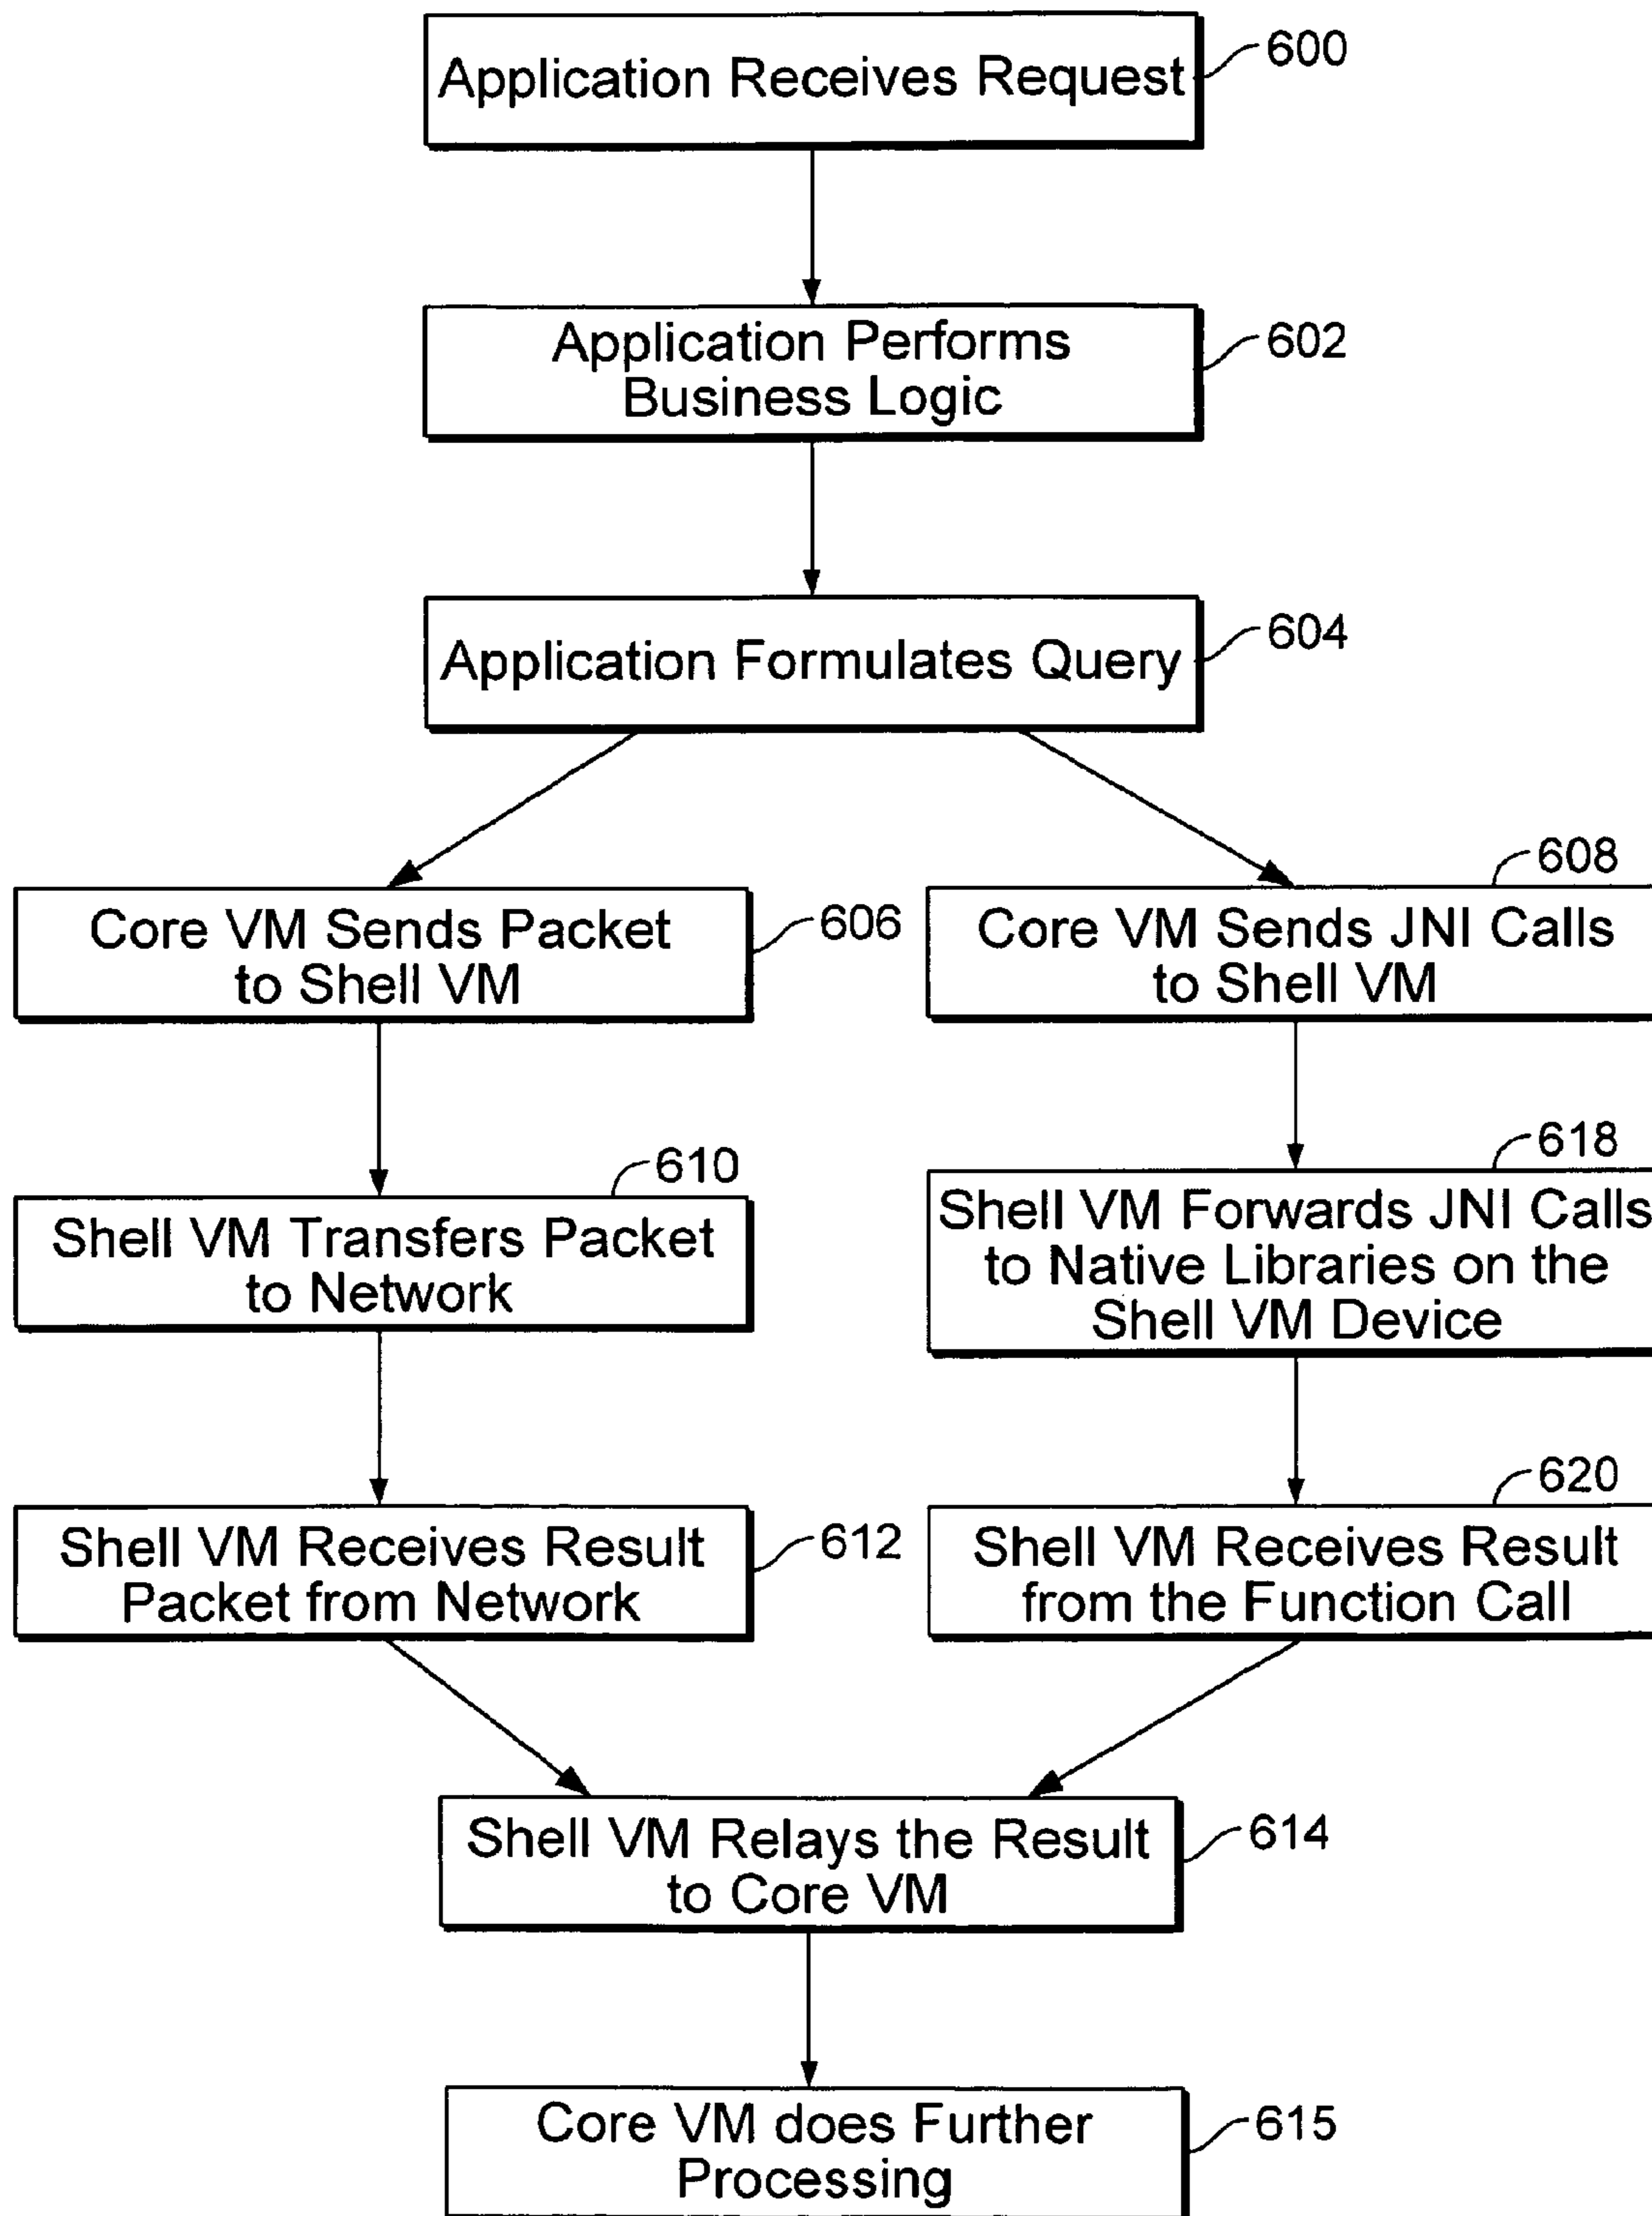 Application Receives Request
600
Application Performs
Business Logic
602
Application Formulates Query
604
Core VM Sends Packet
to Shell VM
606
608
Core VM Sends JNI Calls
to Shell VM
610
Shell VM Transfers Packet
to Network
618
Shell VM Forwards JNI Calls
to Native Libraries on the
Shell VM Device
Shell VM Receives Result
Packet from Network
612
620
Shell VM Receives Result
from the Function Call
Shell VM Relays the Result
to Core VM
614
Core VM does Further
Processing
615